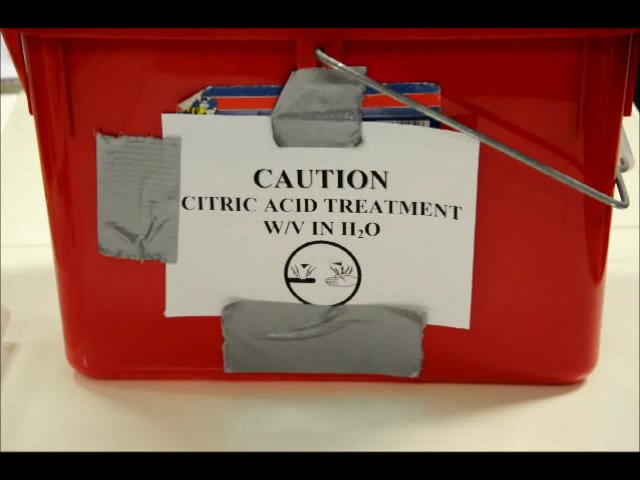 CAUTION
CITRIC ACID TREATMENT
W/V IN H₂O